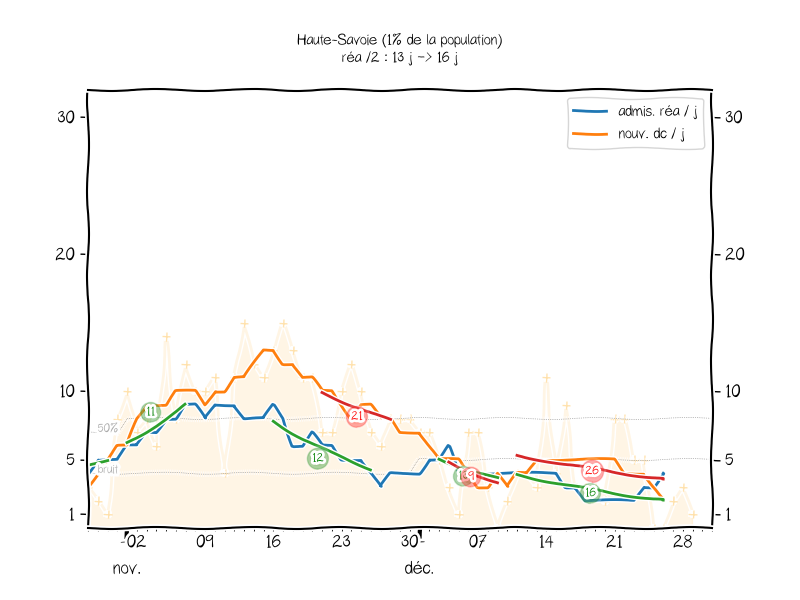 Haute-Savoie (1% de la population)
réa /2 : 13 j -> 16 j
admis. réa / j
nouv. dc / j
30 30
20 20
10 10
5 5
1 1
50%
bruit
11
12
21
9
26
16
02 09 16 23 30 07 14 21 28
nov. déc.